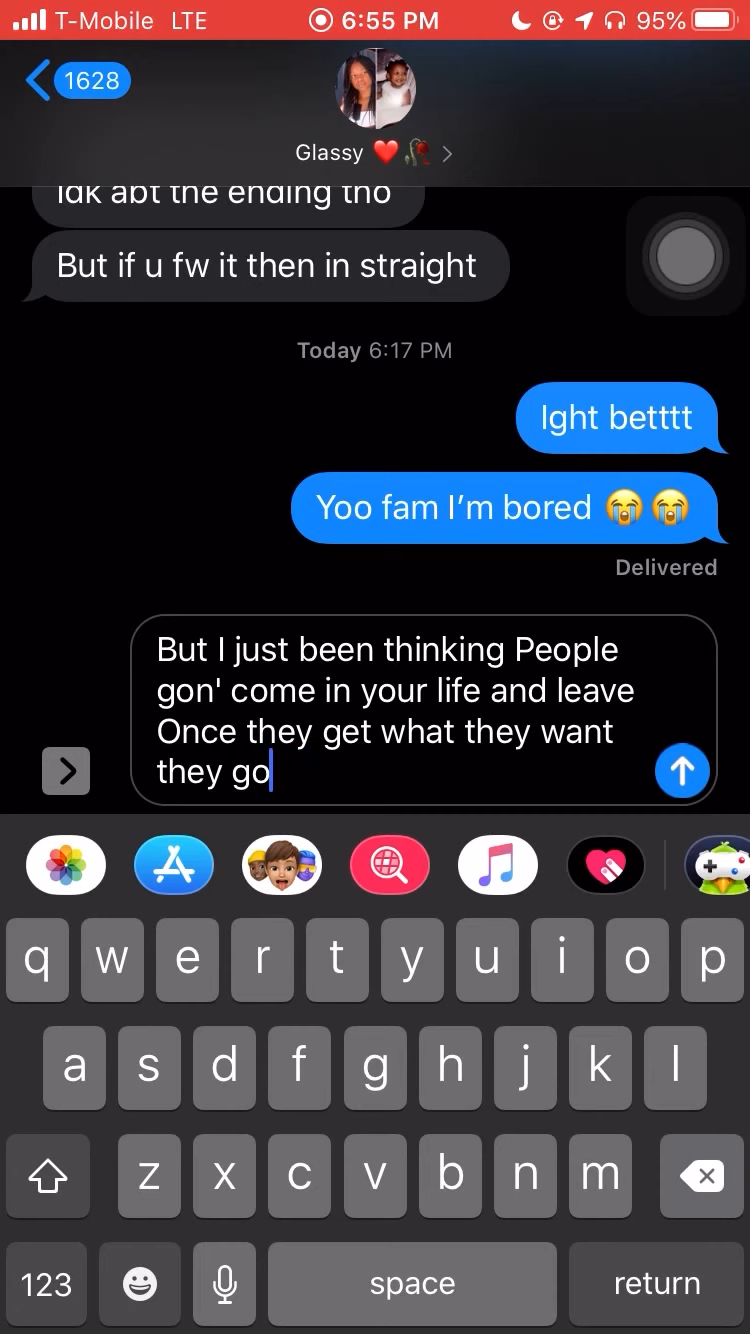 T-Mobile LTE 6:55 PM 95%
1628
Glassy ❤️🥀 >
Idk abt the ending tho
But if u fw it then in straight
Today 6:17 PM
Ight betttt
Yoo fam I’m bored 😭😭
Delivered
But I just been thinking People
gon' come in your life and leave
Once they get what they want
they go
q w e r t y u i o p
a s d f g h j k l
z x c v b n m
123 space return